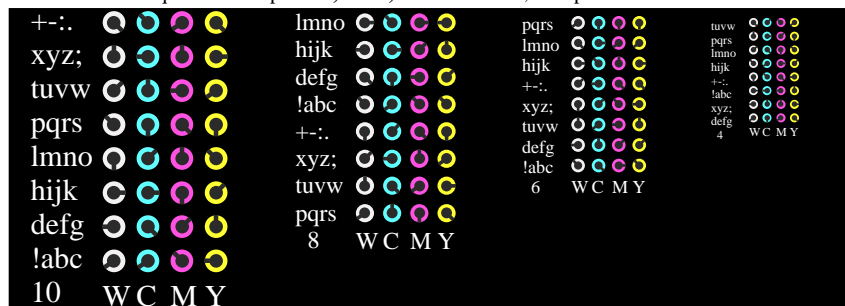 +-:.
xyz;
tuvw
pqrs
lmno
hijk
defg
!abc
10 W C M Y
lmno
hijk
defg
!abc
+-:.
xyz;
tuvw
pqrs
8 W C M Y
pqrs
lmno
hijk
+-:.
xyz;
tuvw
defg
!abc
6 W C M Y
tuvw
pqrs
lmno
hijk
+-:.
!abc
xyz;
defg
4 W C M Y